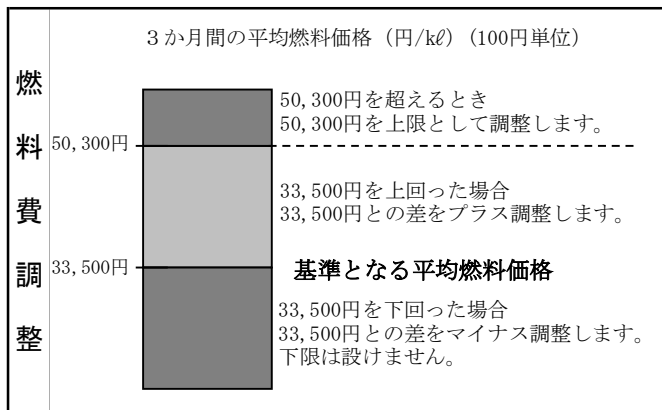 3か月間の平均燃料価格（円/kℓ）(100円単位)
燃料費調整
50,300円を超えるとき
50,300円を上限として調整します。
50,300円
33,500円を上回った場合
33,500円との差をプラス調整します。
33,500円
基準となる平均燃料価格
33,500円を下回った場合
33,500円との差をマイナス調整します。
下限は設けません。